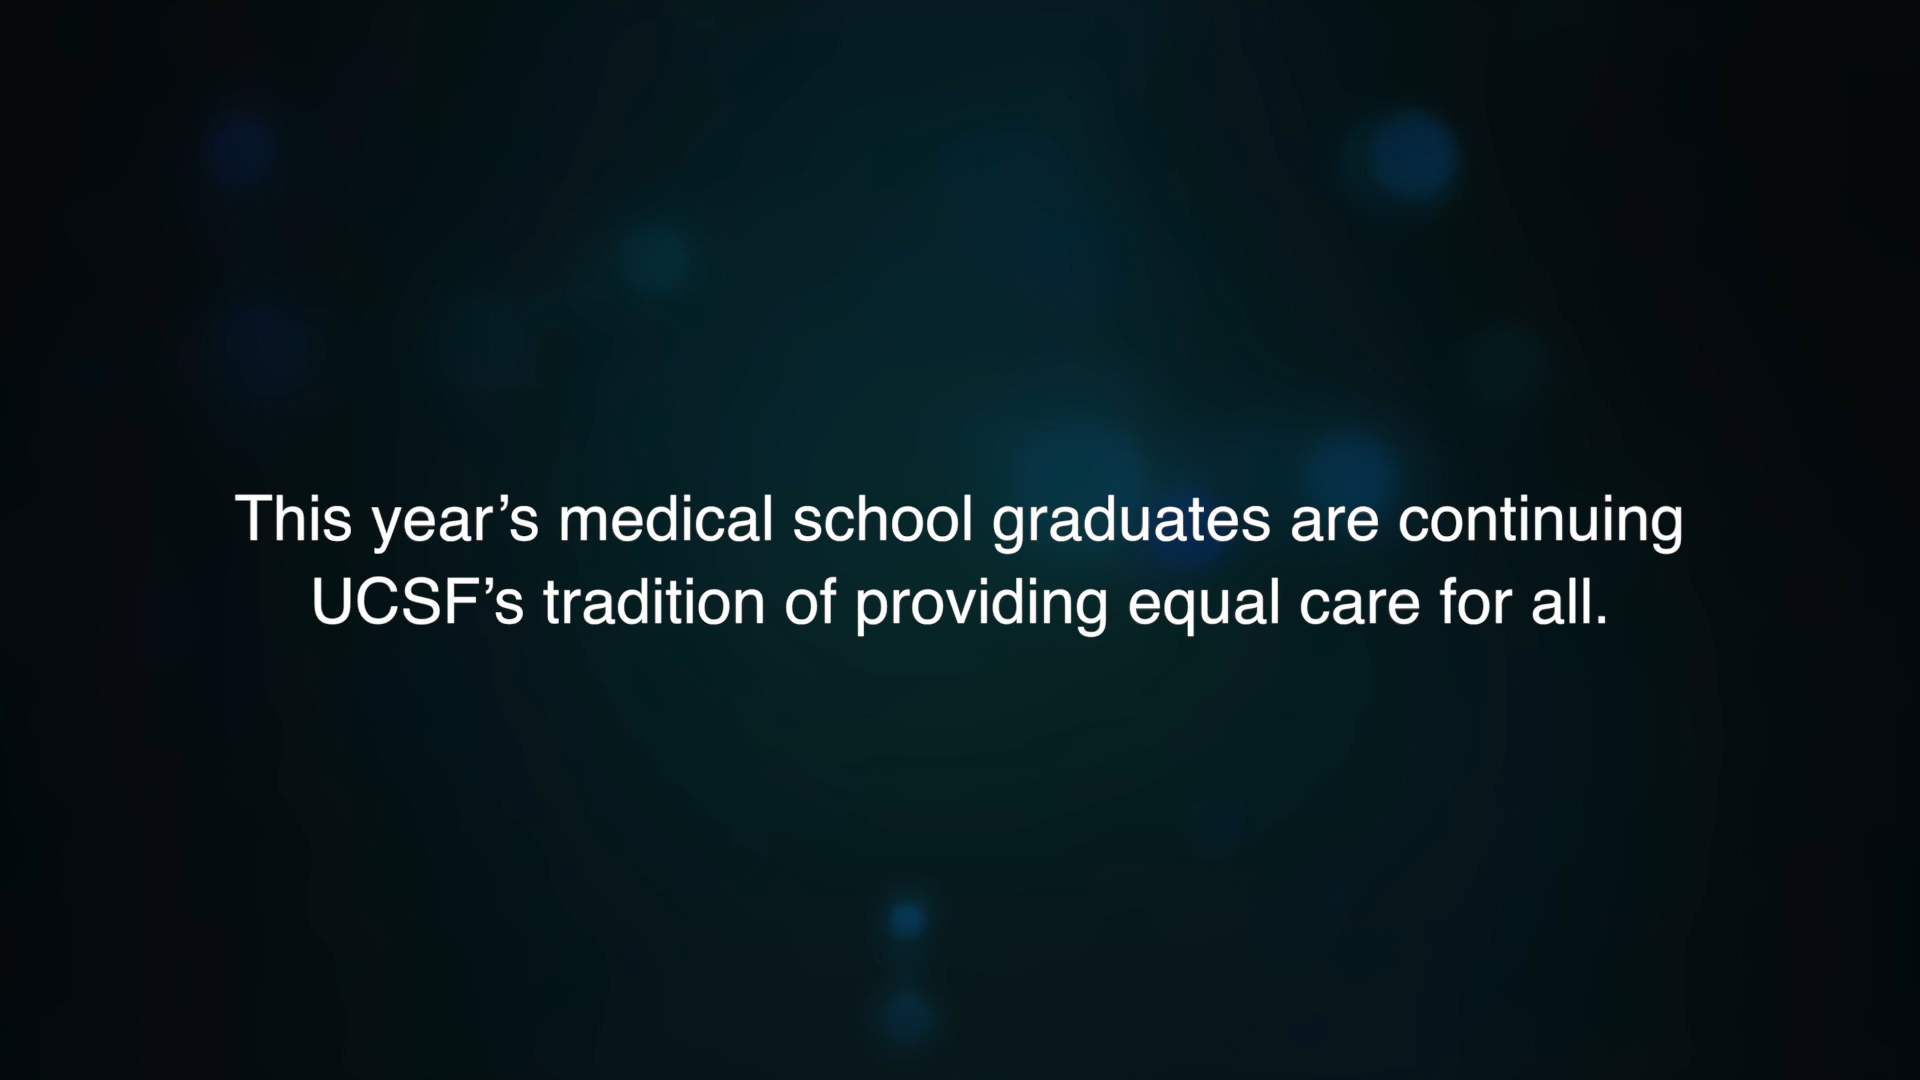 This year’s medical school graduates are continuing
UCSF’s tradition of providing equal care for all.